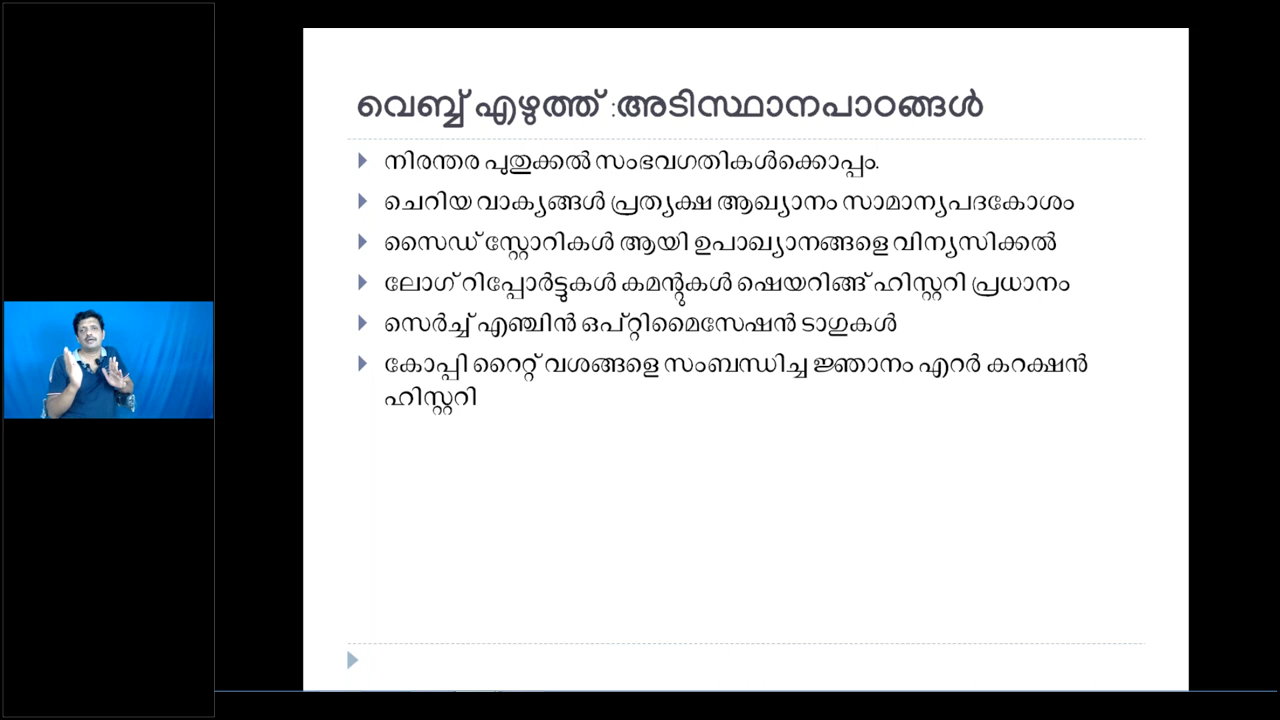 വെബ്ബ് എഴുത്ത് :അടിസ്ഥാനപാഠങ്ങൾ
നിരന്തര പുതുക്കൽ സംഭവഗതികൾക്കൊപ്പം.
ചെറിയ വാക്യങ്ങൾ പ്രത്യക്ഷ ആഖ്യാനം സാമാന്യപദകോശം
സൈഡ് സ്റ്റോറികൾ ആയി ഉപാഖ്യാനങ്ങളെ വിന്യസിക്കൽ
ലോഗ് റിപ്പോർട്ടുകൾ കമന്റുകൾ ഷെയറിങ്ങ് ഹിസ്റ്ററി പ്രധാനം
സെർച്ച് എഞ്ചിൻ ഒപ്റ്റിമൈസേഷൻ ടാഗുകൾ
കോപ്പി റൈറ്റ് വശങ്ങളെ സംബന്ധിച്ച ജ്ഞാനം എറർ കറക്ഷൻ
ഹിസ്റ്ററി